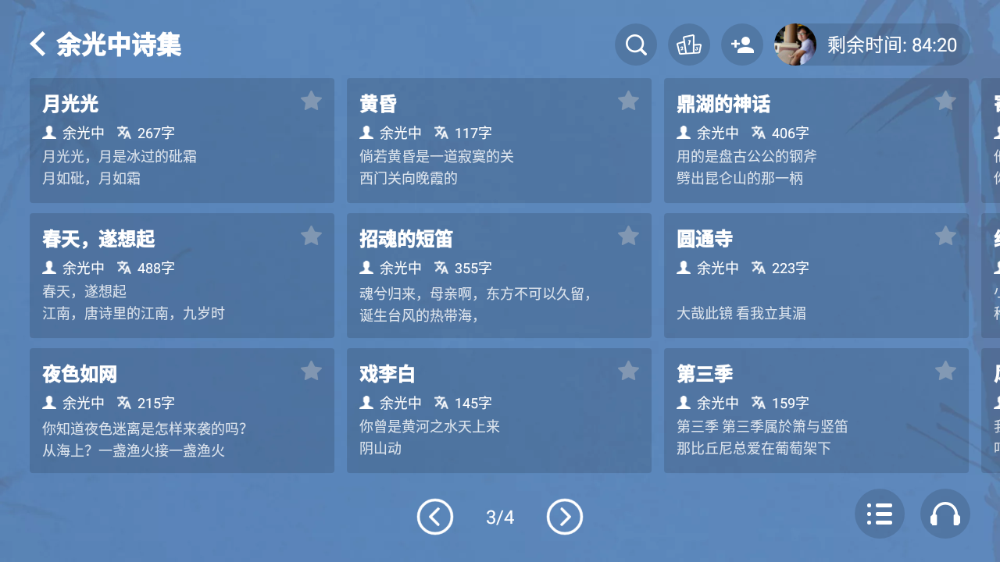 余光中诗集
剩余时间: 84:20
月光光
余光中 267字
月光光，月是冰过的砒霜
月如砒，月如霜
黄昏
余光中 117字
倘若黄昏是一道寂寞的关
西门关向晚霞的
鼎湖的神话
余光中 406字
用的是盘古公公的钢斧
劈出昆仑山的那一柄
春天，遂想起
余光中 488字
春天，遂想起
江南，唐诗里的江南，九岁时
招魂的短笛
余光中 355字
魂兮归来，母亲啊，东方不可以久留，
诞生台风的热带海，
圆通寺
余光中 223字
大哉此镜 看我立其湄
夜色如网
余光中 215字
你知道夜色迷离是怎样来袭的吗？
从海上？一盏渔火接一盏渔火
戏李白
余光中 145字
你曾是黄河之水天上来
阴山动
第三季
余光中 159字
第三季 第三季属於箫与竖笛
那比丘尼总爱在葡萄架下
3/4